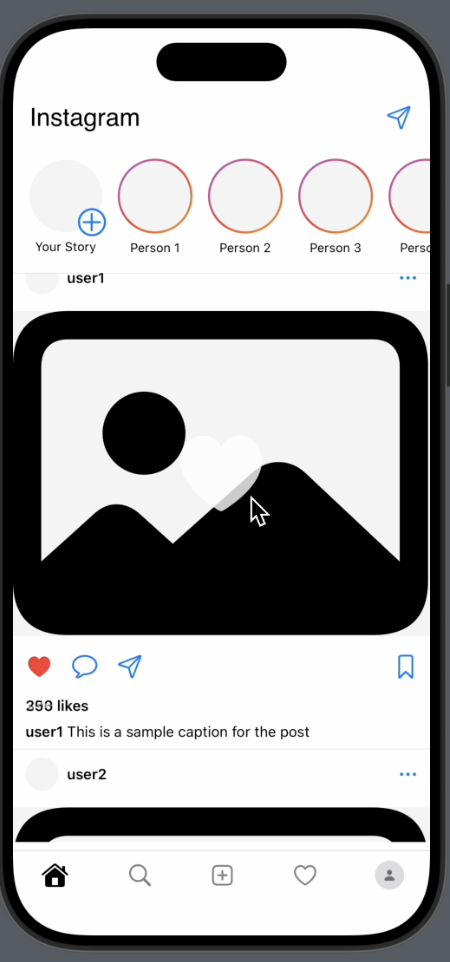 Instagram
Your Story
Person 1
Person 2
Person 3
Perso
user1
likes
user1 This is a sample caption for the post
user2